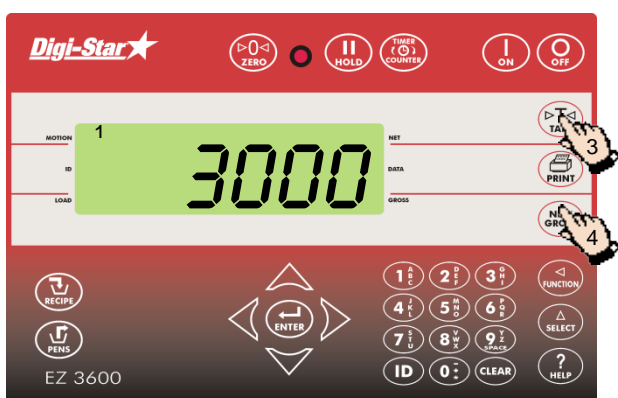 Digi-Star
▷0◁
ZERO
HOLD
TIMER
COUNTER
ON
OFF
1
3000
MOTION
ID
LOAD
NET
DATA
GROSS
3
PRINT
4
RECIPE
PENS
ENTER
1 A B C
2 D E F
3 G H I
4 J K L
5 M N O
6 P Q R
7 S T U
8 V W X
9 Y Z SPACE
ID
0 - + *
CLEAR
FUNCTION
SELECT
?
HELP
EZ 3600